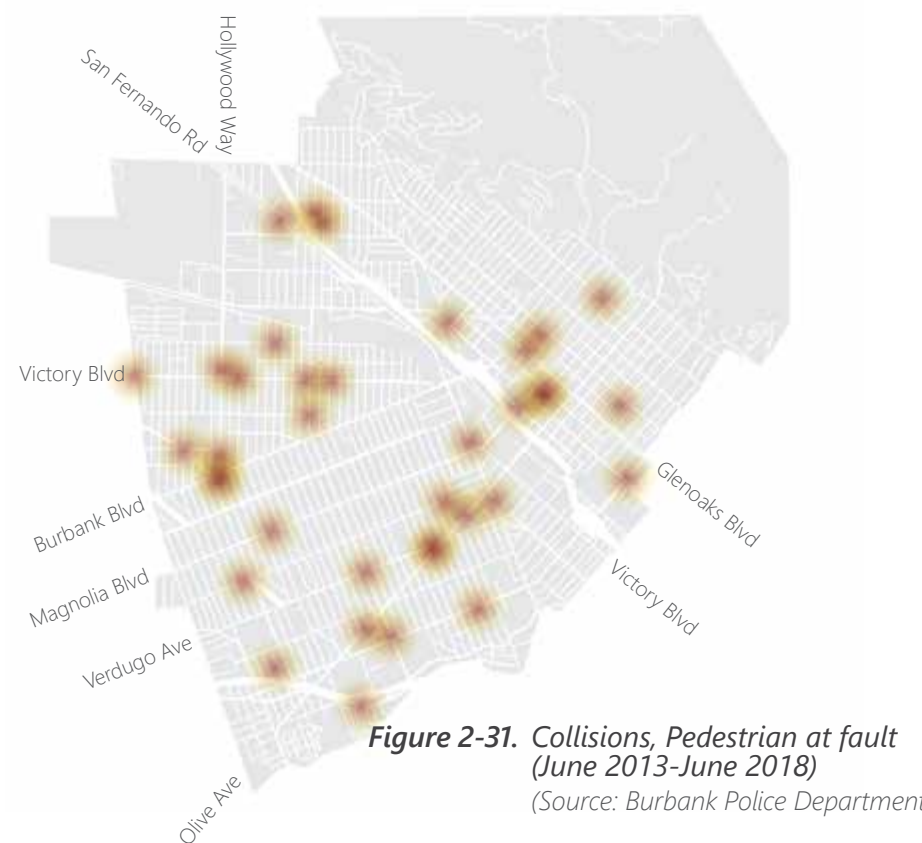 Hollywood Way
San Fernando Rd
Victory Blvd
Burbank Blvd
Magnolia Blvd
Verdugo Ave
Olive Ave
Glenoaks Blvd
Victory Blvd
Figure 2-31. Collisions, Pedestrian at fault
(June 2013-June 2018)
(Source: Burbank Police Department